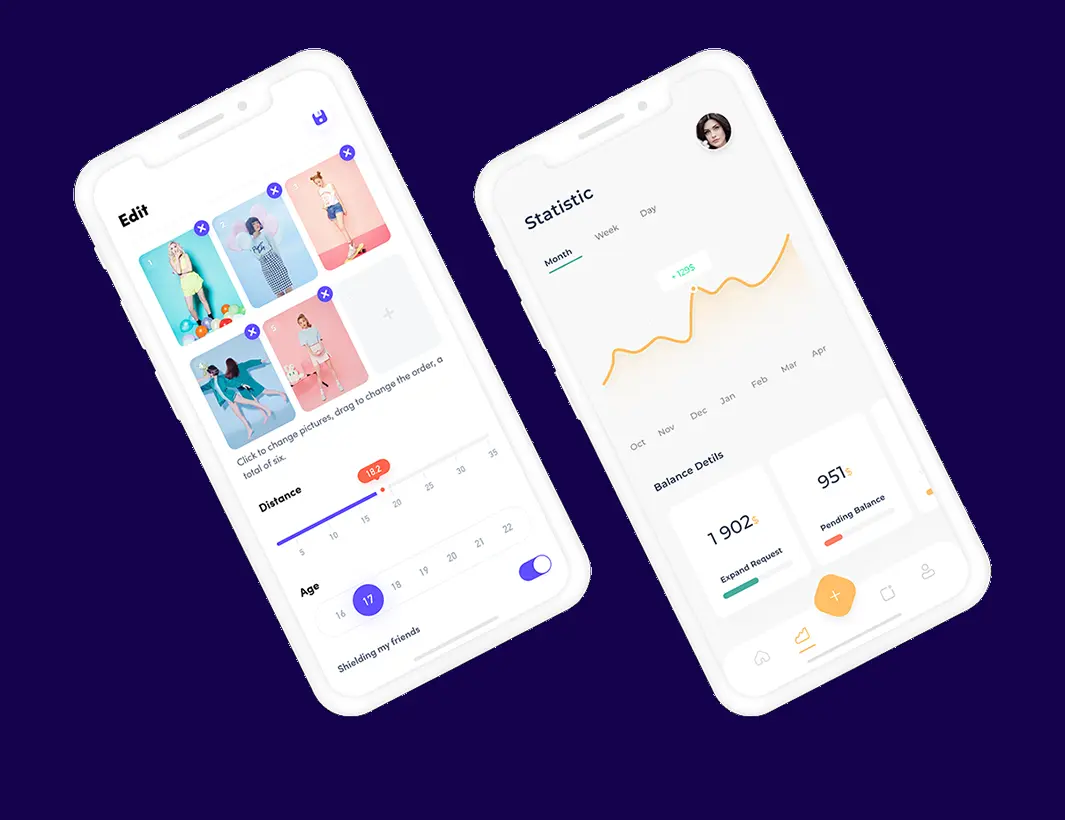 Edit
1
2
5
Click to change pictures, drag to change the order, a
total of six.
Distance
18.2
5 10 15 20 25 30 35
Age
16 17 18 19 20 21 22
Shielding my friends
Statistic
Month Week Day
+ 129$
Oct Nov Dec Jan Feb Mar Apr
Balance Detils
1 902$
Expand Request
951$
Pending Balance